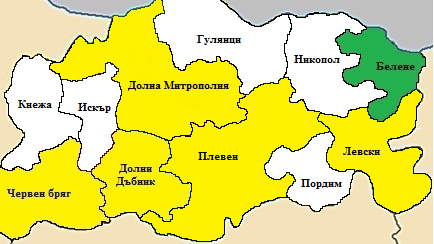 Гулянци
Никопол
Белене
Долна Митрополия
Кнежа
Искър
Плевен
Левски
Долни
Дъбник
Пордим
Червен бряг